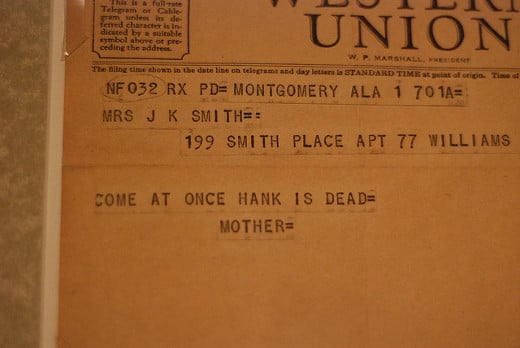 This is a full-rate
Telegram or Cable-
gram unless its de-
ferred character is in-
dicated by a suitable
symbol above or pre-
ceding the address.
WESTERN
UNION
W. P. MARSHALL, PRESIDENT
The filing time shown in the date line on telegrams and day letters is STANDARD TIME at point of origin. Time of
NF032 RX PD= MONTGOMERY ALA 1 701A=
MRS J K SMITH==
199 SMITH PLACE APT 77 WILLIAMS
COME AT ONCE HANK IS DEAD=
MOTHER=